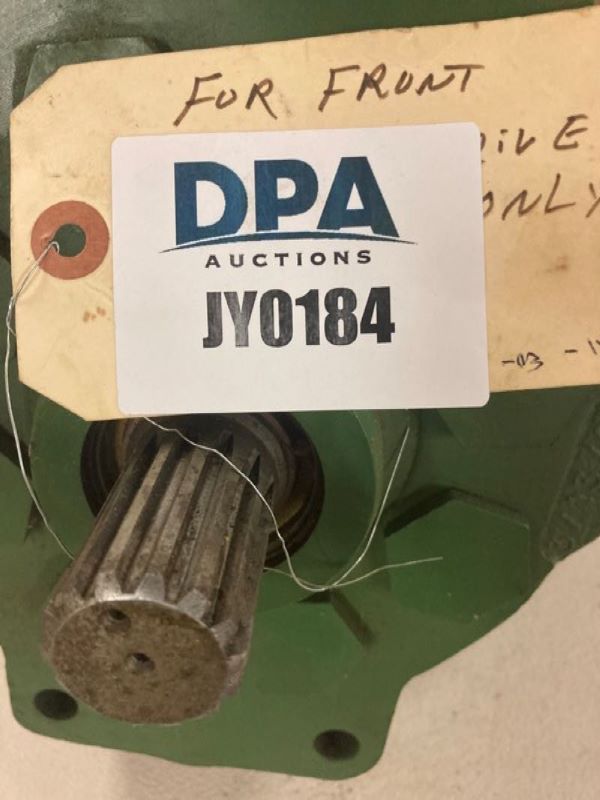 FOR FRONT
DPA
AUCTIONS
JY0184